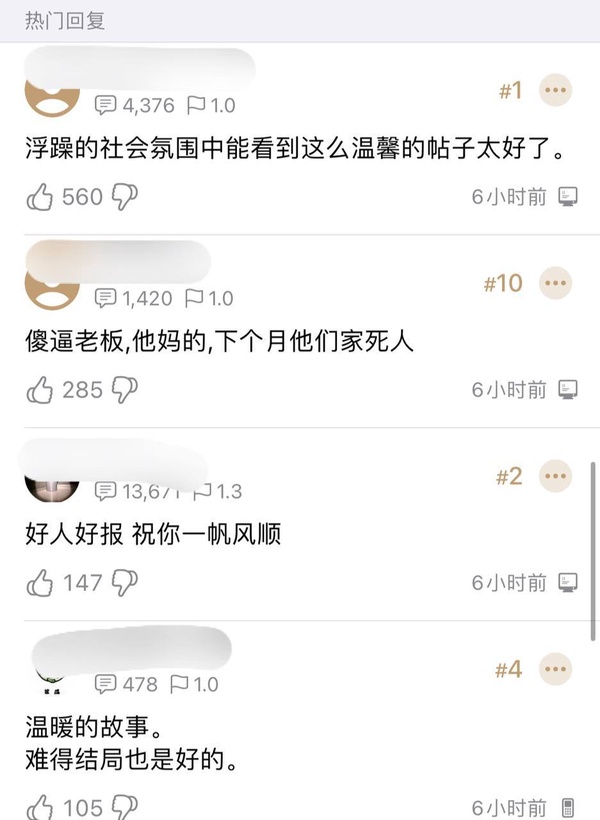 热门回复
4,376 1.0 #1
浮躁的社会氛围中能看到这么温馨的帖子太好了。
560 6小时前
1,420 1.0 #10
傻逼老板,他妈的,下个月他们家死人
285 6小时前
1.3 #2
好人好报 祝你一帆风顺
147 6小时前
478 1.0 #4
温暖的故事。
难得结局也是好的。
105 6小时前